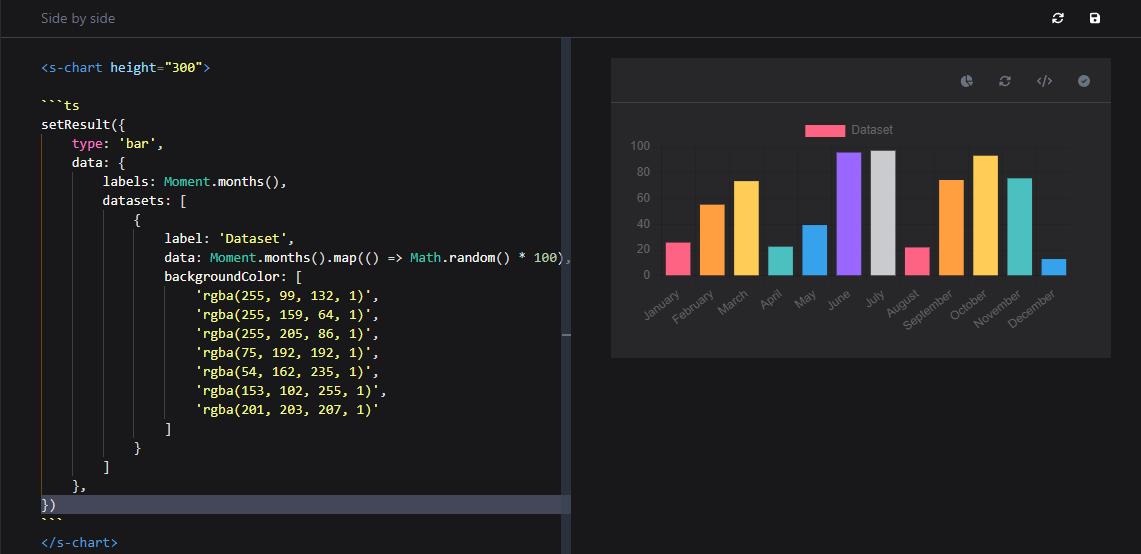 Side by side
<s-chart height="300">
```ts
setResult({
    type: 'bar',
    data: {
        labels: Moment.months(),
        datasets: [
            {
                label: 'Dataset',
                data: Moment.months().map(() => Math.random() * 100),
                backgroundColor: [
                    'rgba(255, 99, 132, 1)',
                    'rgba(255, 159, 64, 1)',
                    'rgba(255, 205, 86, 1)',
                    'rgba(75, 192, 192, 1)',
                    'rgba(54, 162, 235, 1)',
                    'rgba(153, 102, 255, 1)',
                    'rgba(201, 203, 207, 1)'
                ]
            }
        ]
    },
})
```
</s-chart>
Dataset
100
80
60
40
20
0
January
February
March
April
May
June
July
August
September
October
November
December